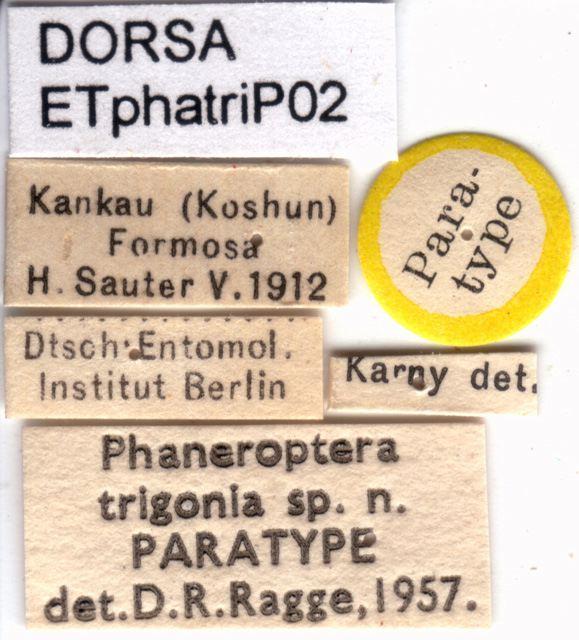 DORSA
ETphatriP02
Kankau (Koshun)
Formosa
H. Sauter V.1912
Para-
type
Dtsch. Entomol.
Institut Berlin
Karny det.
Phaneroptera
trigonia sp. n.
PARATYPE
det.D.R.Ragge,1957.